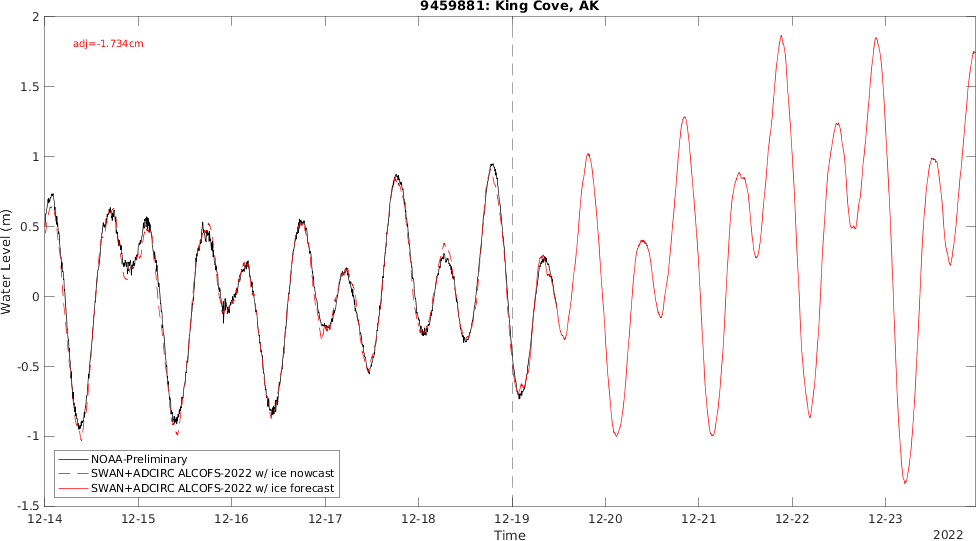 9459881: King Cove, AK
adj=-1.734cm
2
1.5
1
0.5
0
-0.5
-1
-1.5
Water Level (m)
NOAA-Preliminary
SWAN+ADCIRC ALCOFS-2022 w/ ice nowcast
SWAN+ADCIRC ALCOFS-2022 w/ ice forecast
12-14 12-15 12-16 12-17 12-18 12-19 12-20 12-21 12-22 12-23
Time
2022